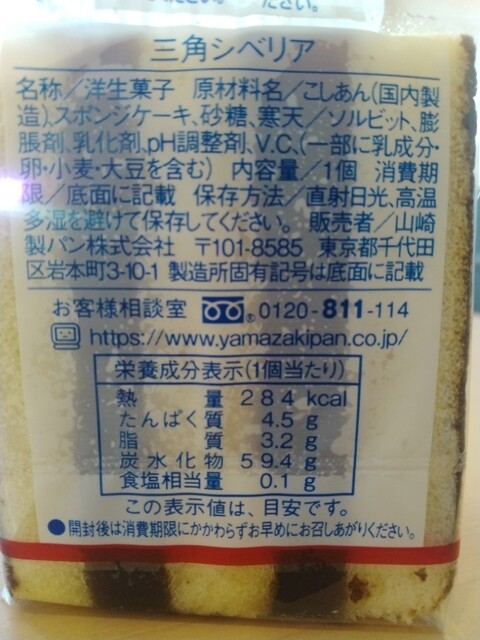 三角シベリア
名称／洋生菓子 原材料名／こしあん(国内製
造)、スポンジケーキ、砂糖、寒天／ソルビット、膨
脹剤、乳化剤、pH調整剤、V.C、(一部に乳成分・
卵・小麦・大豆を含む) 内容量／1個 消費期
限／底面に記載 保存方法／直射日光、高温
多湿を避けて保存してください。 販売者／山崎
製パン株式会社 〒101-8585 東京都千代田
区岩本町3-10-1 製造所固有記号は底面に記載
お客様相談室 ®0120-811-114
https://www.yamazakipan.co.jp/
栄養成分表示(1個当たり)
熱量 284 kcal
たんぱく質 4.5 g
脂質 3.2 g
炭水化物 59.4 g
食塩相当量 0.1 g
この表示値は、目安です。
●開封後は消費期限にかかわらずお早めにお召しあがりください。